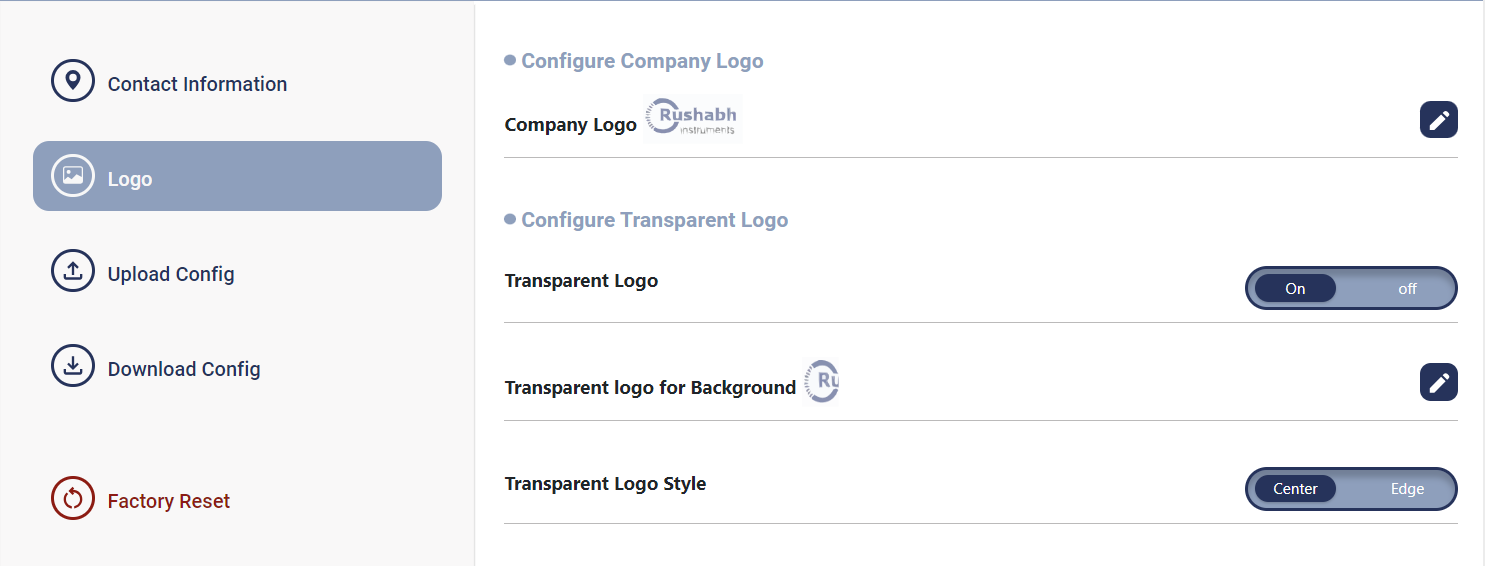 Contact Information
Logo
Upload Config
Download Config
Factory Reset
Configure Company Logo
Company Logo
Rushabh
instruments
Configure Transparent Logo
Transparent Logo
On off
Transparent logo for Background
Ru
Transparent Logo Style
Center Edge